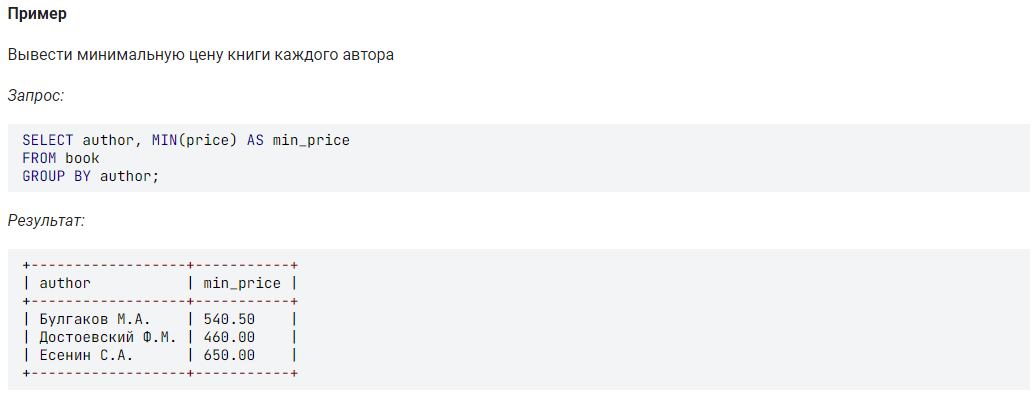 Пример
Вывести минимальную цену книги каждого автора
Запрос:
SELECT author, MIN(price) AS min_price
FROM book
GROUP BY author;
Результат:
+------------------+-----------+
| author           | min_price |
+------------------+-----------+
| Булгаков М.А.    | 540.50    |
| Достоевский Ф.М. | 460.00    |
| Есенин С.А.      | 650.00    |
+------------------+-----------+